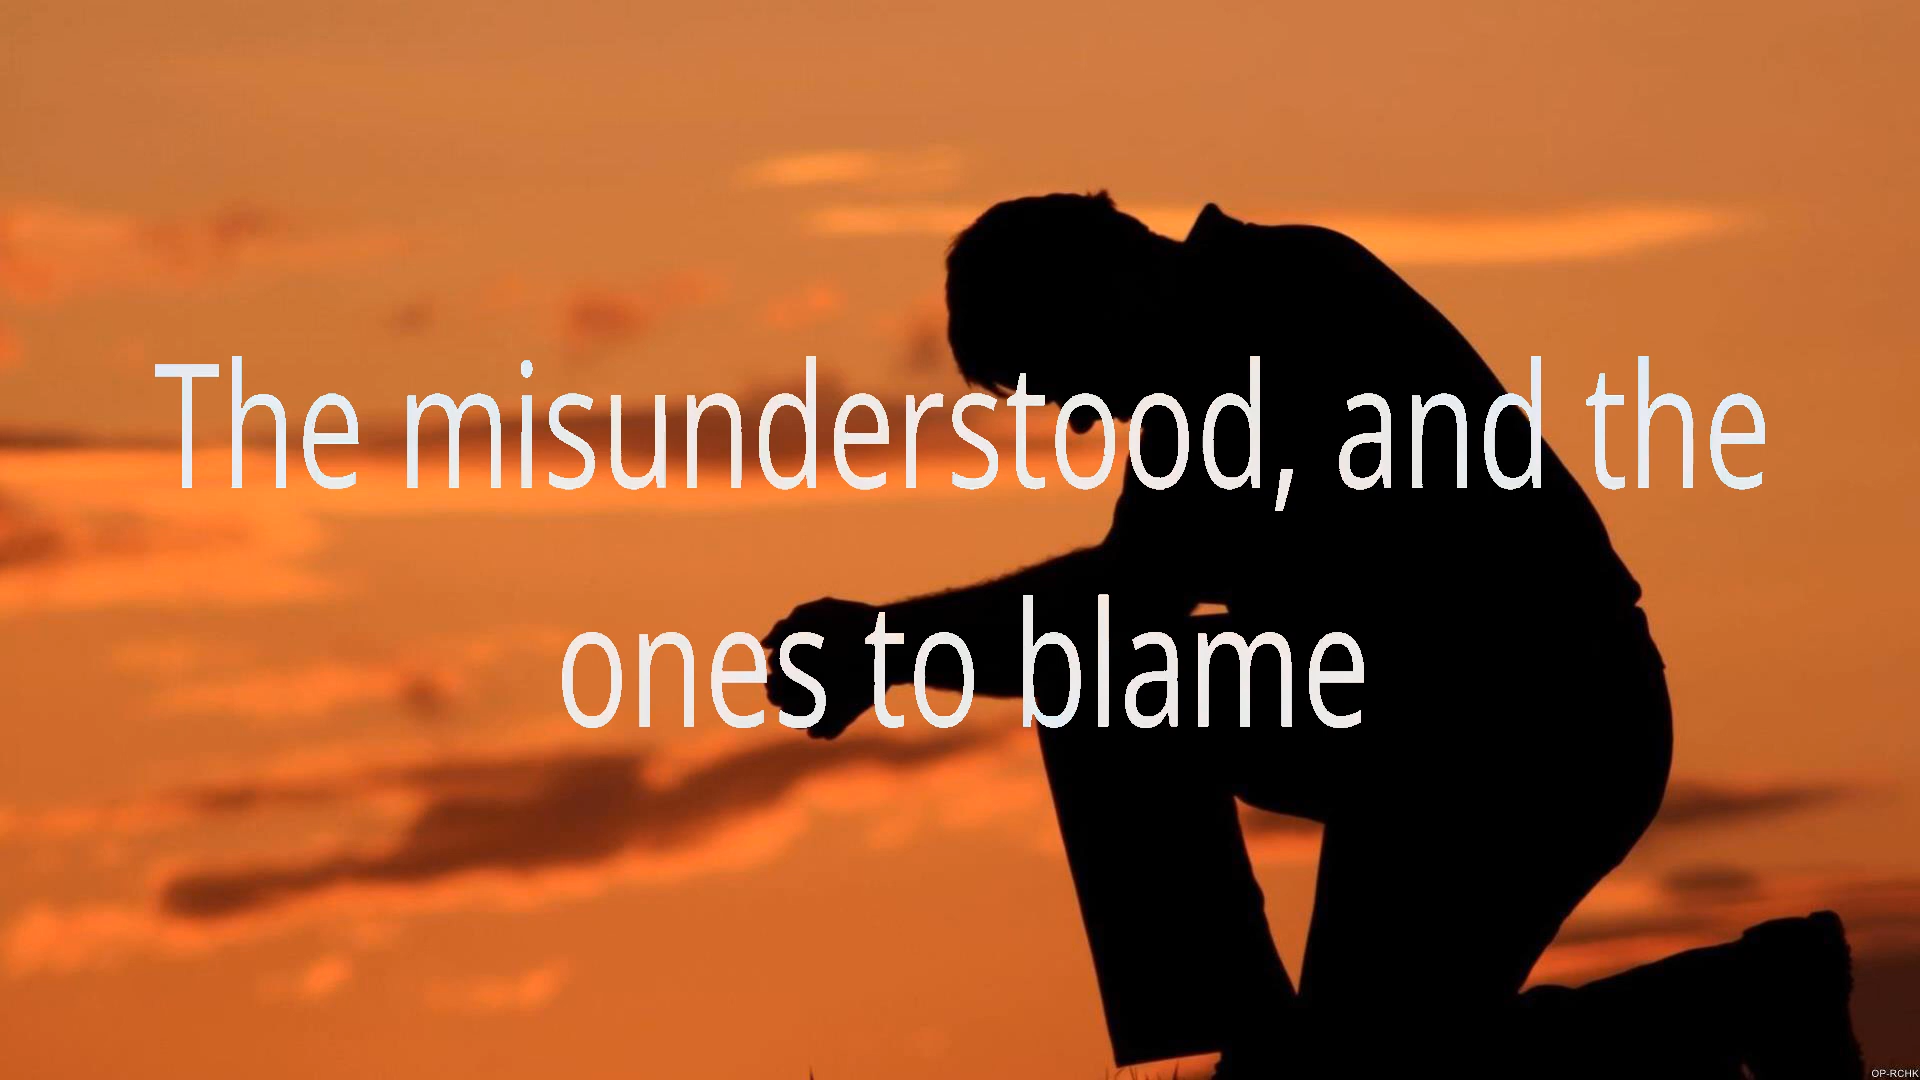 The misunderstood, and the
ones to blame
OP-RCHK